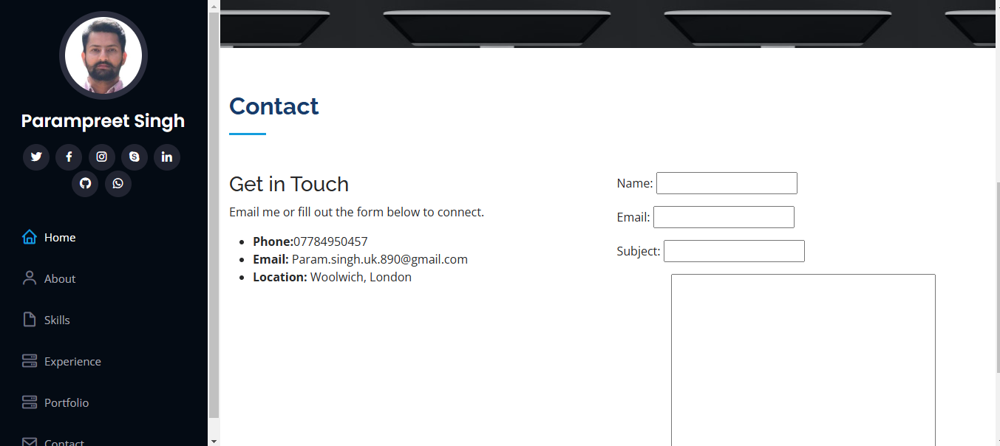 Parampreet Singh
Home
About
Skills
Experience
Portfolio
Contact
Contact
Get in Touch
Email me or fill out the form below to connect.
Phone:07784950457
Email: Param.singh.uk.890@gmail.com
Location: Woolwich, London
Name:
Email:
Subject: